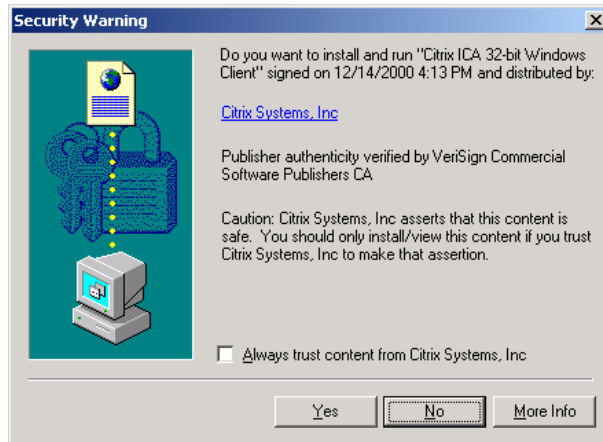 Security Warning
Do you want to install and run "Citrix ICA 32-bit Windows
Client" signed on 12/14/2000 4:13 PM and distributed by:
Citrix Systems, Inc
Publisher authenticity verified by VeriSign Commercial
Software Publishers CA
Caution: Citrix Systems, Inc asserts that this content is
safe. You should only install/view this content if you trust
Citrix Systems, Inc to make that assertion.
Always trust content from Citrix Systems, Inc
Yes No More Info